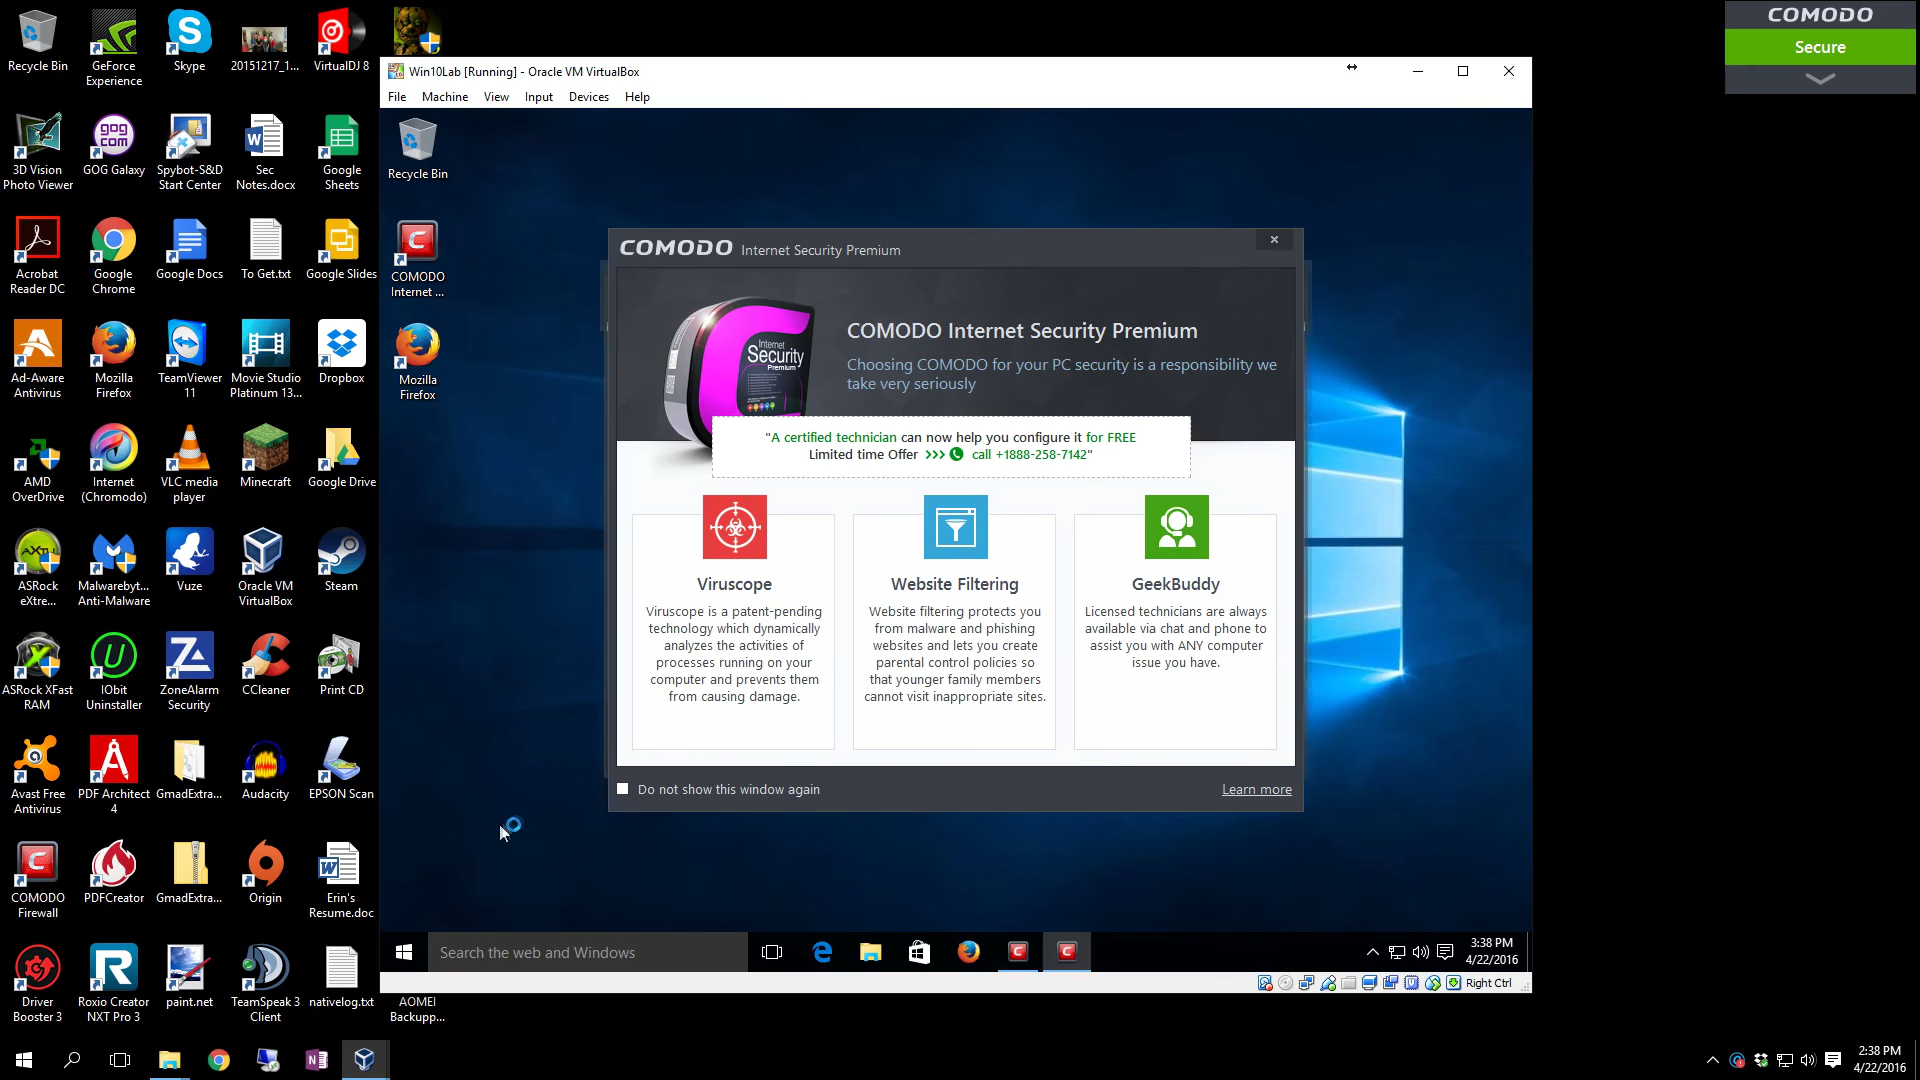 Recycle Bin
GeForce
Experience
Skype
20151217_1...
VirtualDJ 8
3D Vision
Photo Viewer
GOG Galaxy
Spybot-S&D
Start Center
Sec
Notes.docx
Google
Sheets
Acrobat
Reader DC
Google
Chrome
Google Docs
To Get.txt
Google Slides
Ad-Aware
Antivirus
Mozilla
Firefox
TeamViewer
11
Movie Studio
Platinum 13...
Dropbox
AMD
OverDrive
Internet
(Chromodo)
VLC media
player
Minecraft
Google Drive
ASRock
eXtre...
Malwarebyt...
Anti-Malware
Vuze
Oracle VM
VirtualBox
Steam
ASRock XFast
RAM
IObit
Uninstaller
ZoneAlarm
Security
CCleaner
Print CD
Avast Free
Antivirus
PDF Architect
4
GmadExtra...
Audacity
EPSON Scan
COMODO
Firewall
PDFCreator
GmadExtra...
Origin
Erin's
Resume.doc
Driver
Booster 3
Roxio Creator
NXT Pro 3
paint.net
TeamSpeak 3
Client
nativelog.txt
AOMEI
Backupp...
Win10Lab [Running] - Oracle VM VirtualBox
File Machine View Input Devices Help
Recycle Bin
COMODO
Internet ...
Mozilla
Firefox
COMODO Internet Security Premium
Internet
Security
Premium
COMODO Internet Security Premium
Choosing COMODO for your PC security is a responsibility we
take very seriously
"A certified technician can now help you configure it for FREE
Limited time Offer >>> call +1888-258-7142"
Viruscope
Viruscope is a patent-pending
technology which dynamically
analyzes the activities of
processes running on your
computer and prevents them
from causing damage.
Website Filtering
Website filtering protects you
from malware and phishing
websites and lets you create
parental control policies so
that younger family members
cannot visit inappropriate sites.
GeekBuddy
Licensed technicians are always
available via chat and phone to
assist you with ANY computer
issue you have.
Do not show this window again
Learn more
Search the web and Windows
3:38 PM
4/22/2016
Right Ctrl
COMODO
Secure
2:38 PM
4/22/2016